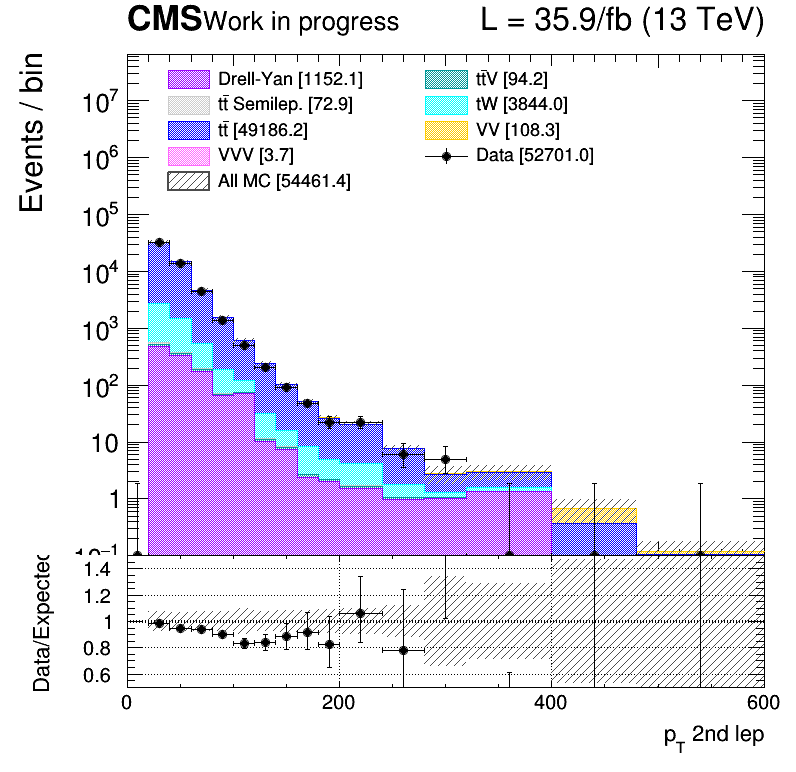 CMS Work in progress L = 35.9/fb (13 TeV)
Events / bin
Drell-Yan [1152.1] tt̄V [94.2]
tt̄ Semilep. [72.9] tW [3844.0]
tt̄ [49186.2] VV [108.3]
VVV [3.7] Data [52701.0]
All MC [54461.4]
10⁷
10⁶
10⁵
10⁴
10³
10²
10
1
10⁻¹
Data/Expected
1.4
1.2
1
0.8
0.6
0 200 400 600
p_T 2nd lep